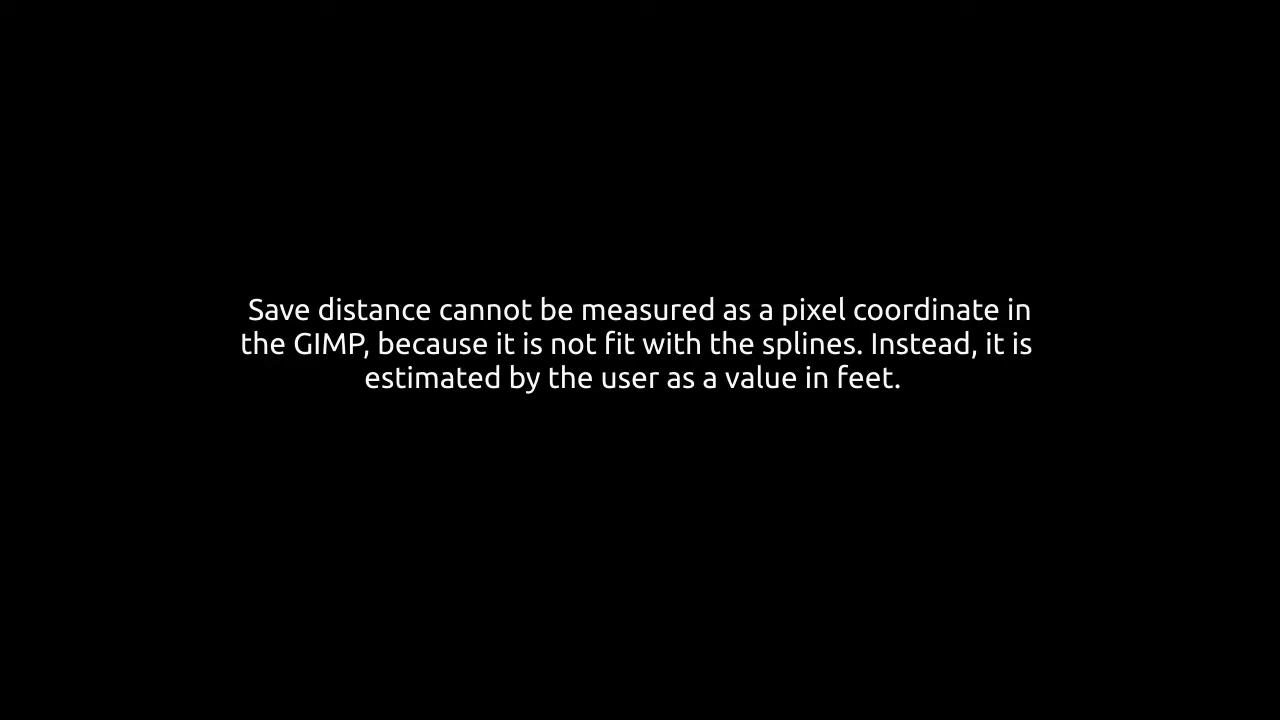 Save distance cannot be measured as a pixel coordinate in
the GIMP, because it is not fit with the splines. Instead, it is
estimated by the user as a value in feet.